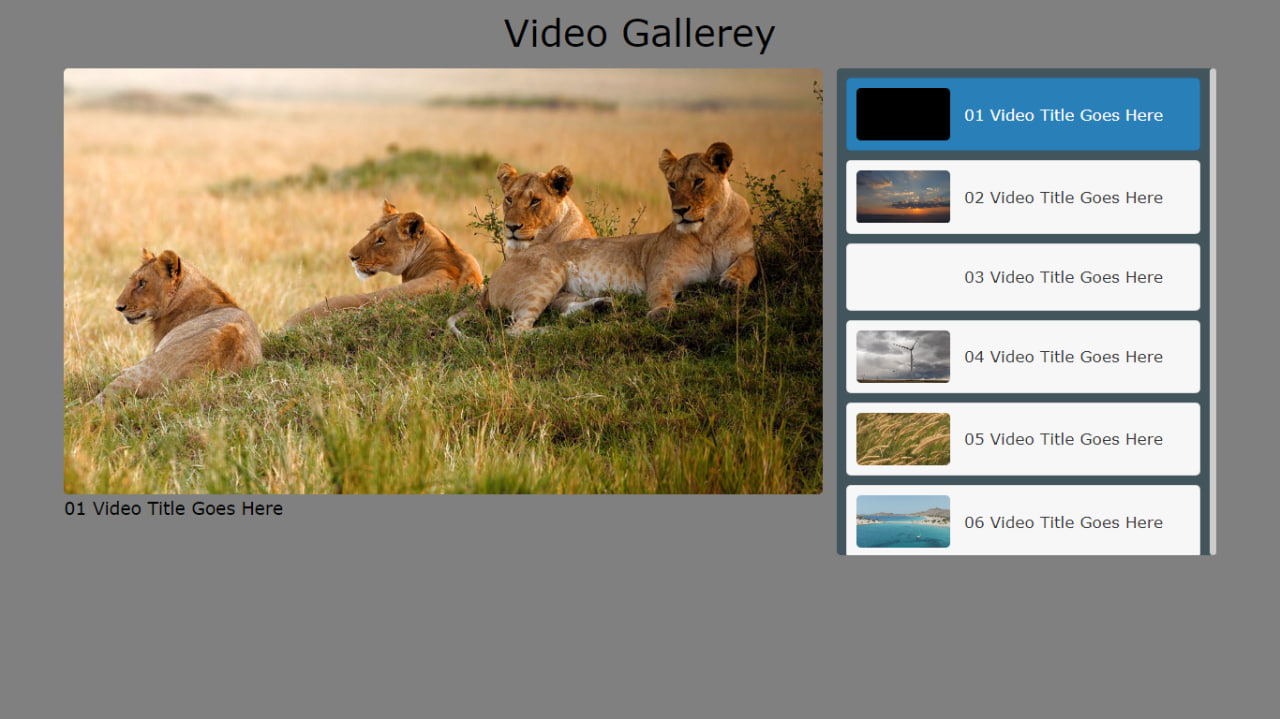 Video Gallerey
01 Video Title Goes Here
02 Video Title Goes Here
03 Video Title Goes Here
04 Video Title Goes Here
05 Video Title Goes Here
06 Video Title Goes Here
01 Video Title Goes Here